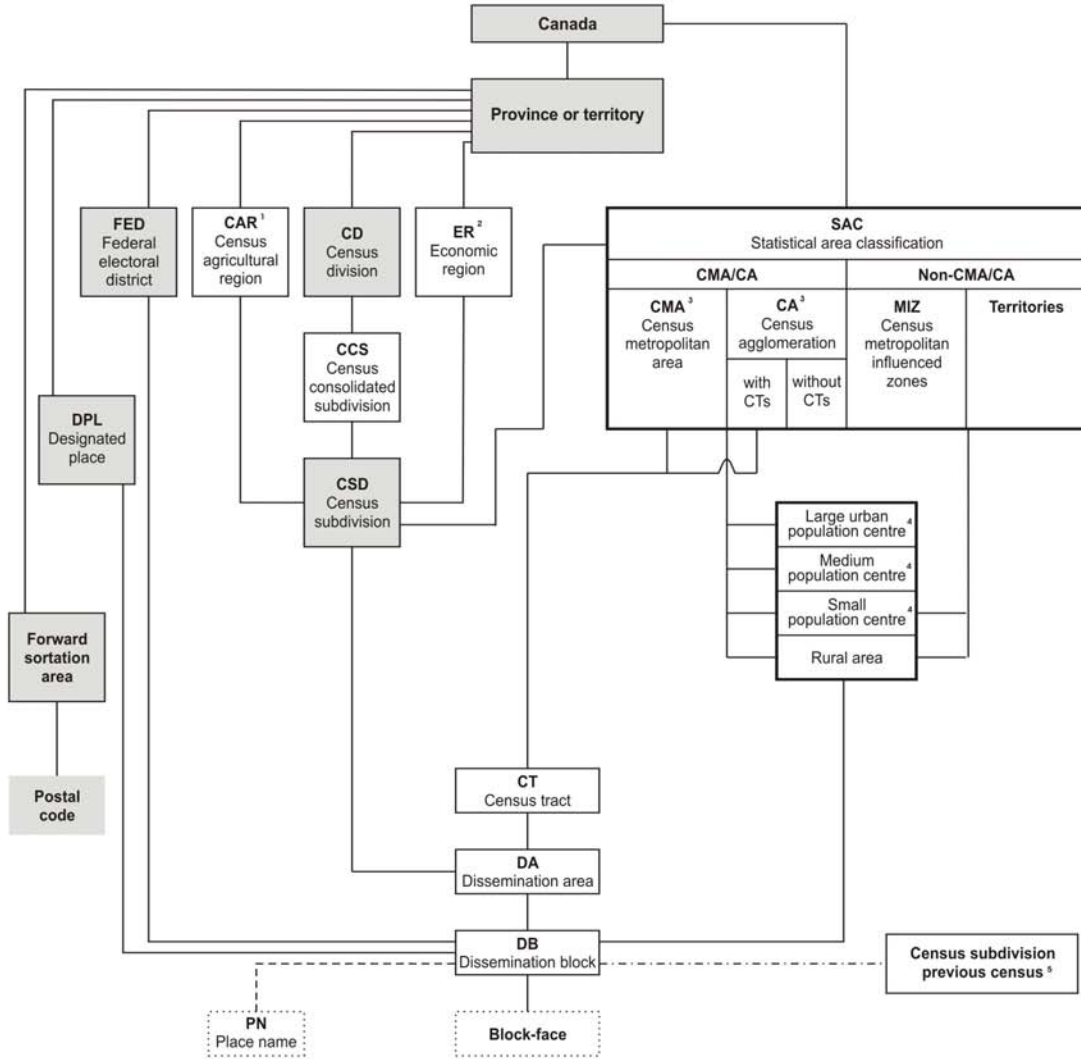 Canada
Province or territory
FED
Federal
electoral
district
CAR 1
Census
agricultural
region
CD
Census
division
ER 2
Economic
region
SAC
Statistical area classification
CMA/CA
Non-CMA/CA
CMA 3
Census
metropolitan
area
CA 3
Census
agglomeration
with
CTs
without
CTs
MIZ
Census
metropolitan
influenced
zones
Territories
CCS
Census
consolidated
subdivision
DPL
Designated
place
CSD
Census
subdivision
Large urban
population centre 4
Medium
population centre 4
Small
population centre 4
Rural area
Forward
sortation
area
Postal
code
CT
Census tract
DA
Dissemination area
DB
Dissemination block
Census subdivision
previous census 5
PN
Place name
Block-face